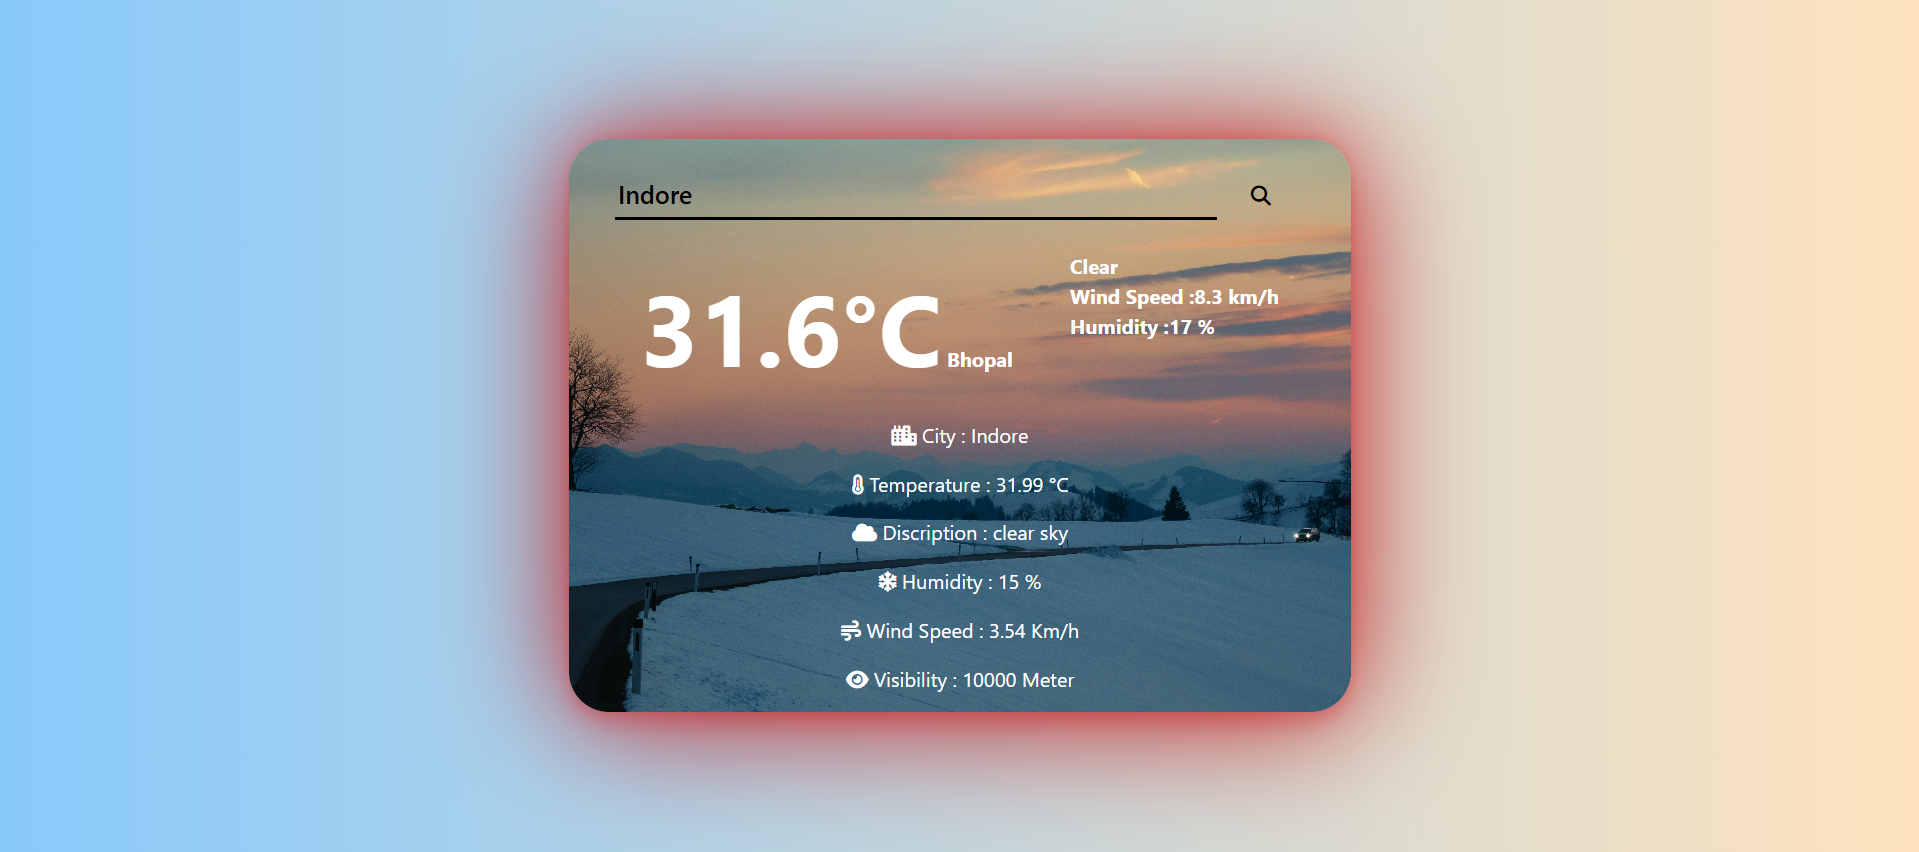 Indore
Clear
Wind Speed :8.3 km/h
Humidity :17 %
31.6°C Bhopal
City : Indore
Temperature : 31.99 °C
Discription : clear sky
Humidity : 15 %
Wind Speed : 3.54 Km/h
Visibility : 10000 Meter